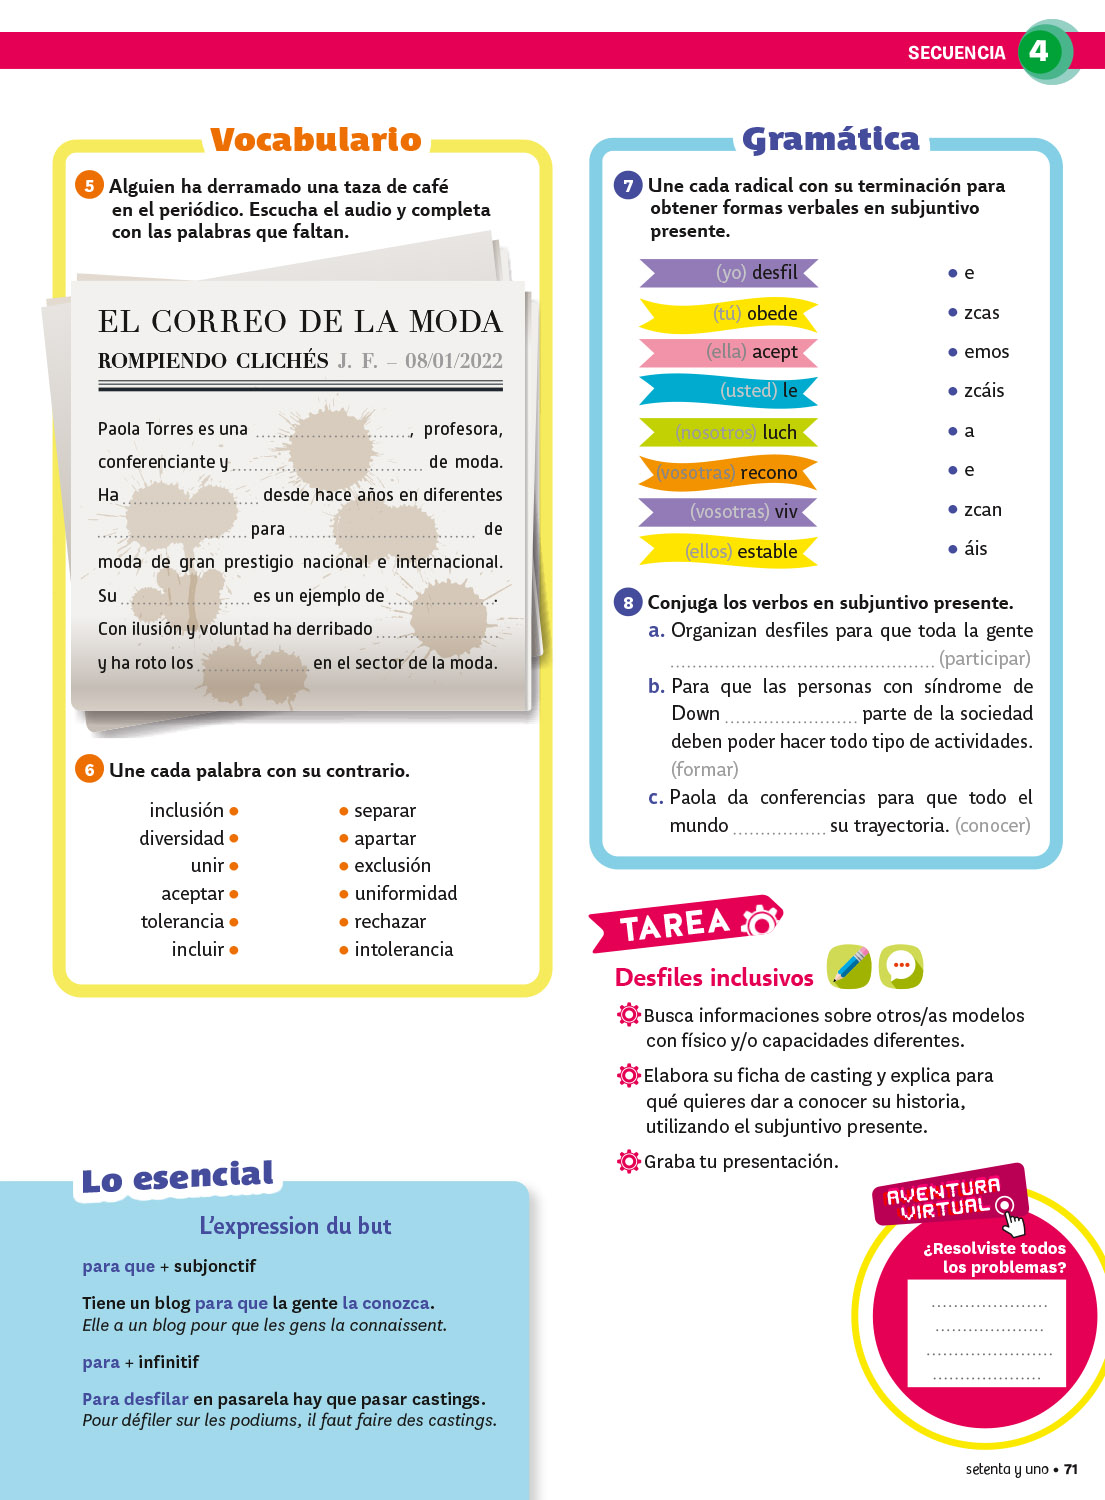 SECUENCIA 4
Vocabulario
5 Alguien ha derramado una taza de café
en el periódico. Escucha el audio y completa
con las palabras que faltan.
EL CORREO DE LA MODA
ROMPIENDO CLICHÉS J. F. – 08/01/2022
Paola Torres es una ............................, profesora,
conferenciante y .................................. de moda.
Ha ......................... desde hace años en diferentes
........................... para .................................. de
moda de gran prestigio nacional e internacional.
Su ........................ es un ejemplo de ....................
Con ilusión y voluntad ha derribado ......................
y ha roto los .................... en el sector de la moda.
6 Une cada palabra con su contrario.
inclusión • • separar
diversidad • • apartar
unir • • exclusión
aceptar • • uniformidad
tolerancia • • rechazar
incluir • • intolerancia
Lo esencial
L'expression du but
para que + subjonctif
Tiene un blog para que la gente la conozca.
Elle a un blog pour que les gens la connaissent.
para + infinitif
Para desfilar en pasarela hay que pasar castings.
Pour défiler sur les podiums, il faut faire des castings.
Gramática
7 Une cada radical con su terminación para
obtener formas verbales en subjuntivo
presente.
(yo) desfil • e
(tú) obede • zcas
(ella) acept • emos
(usted) le • zcáis
(nosotros) luch • a
(vosotras) recono • e
(vosotras) viv • zcan
(ellos) estable • áis
8 Conjuga los verbos en subjuntivo presente.
a. Organizan desfiles para que toda la gente
................................................ (participar)
b. Para que las personas con síndrome de
Down ........................ parte de la sociedad
deben poder hacer todo tipo de actividades.
(formar)
c. Paola da conferencias para que todo el
mundo ................. su trayectoria. (conocer)
TAREA
Desfiles inclusivos
Busca informaciones sobre otros/as modelos
con físico y/o capacidades diferentes.
Elabora su ficha de casting y explica para
qué quieres dar a conocer su historia,
utilizando el subjuntivo presente.
Graba tu presentación.
AVENTURA
VIRTUAL
¿Resolviste todos
los problemas?
.....................
....................
.......................
....................
setenta y uno • 71